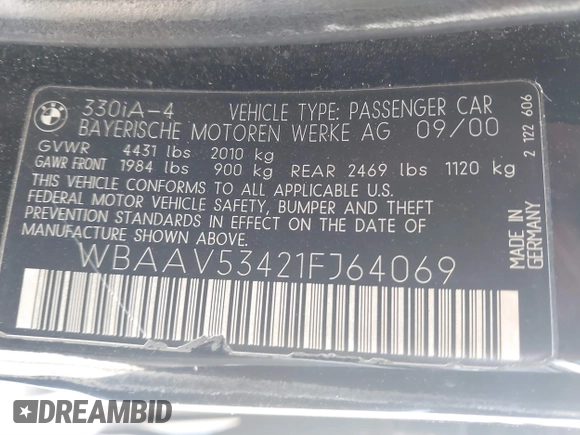 BMW
330iA-4 VEHICLE TYPE: PASSENGER CAR
BAYERISCHE MOTOREN WERKE AG 09/00
GVWR 4431 lbs 2010 kg
GAWR FRONT 1984 lbs 900 kg REAR 2469 lbs 1120 kg
THIS VEHICLE CONFORMS TO ALL APPLICABLE U.S.
FEDERAL MOTOR VEHICLE SAFETY, BUMPER AND THEFT
PREVENTION STANDARDS IN EFFECT ON THE DATE OF
MANUFACTURE SHOWN ABOVE.
WBAAV53421FJ64069
2 122 606
MADE IN
GERMANY
DREAMBID